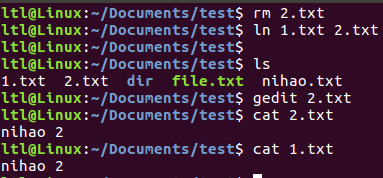 ltl@Linux:~/Documents/test$ rm 2.txt
ltl@Linux:~/Documents/test$ ln 1.txt 2.txt
ltl@Linux:~/Documents/test$
ltl@Linux:~/Documents/test$ ls
1.txt  2.txt  dir  file.txt  nihao.txt
ltl@Linux:~/Documents/test$ gedit 2.txt
ltl@Linux:~/Documents/test$ cat 2.txt
nihao 2
ltl@Linux:~/Documents/test$ cat 1.txt
nihao 2